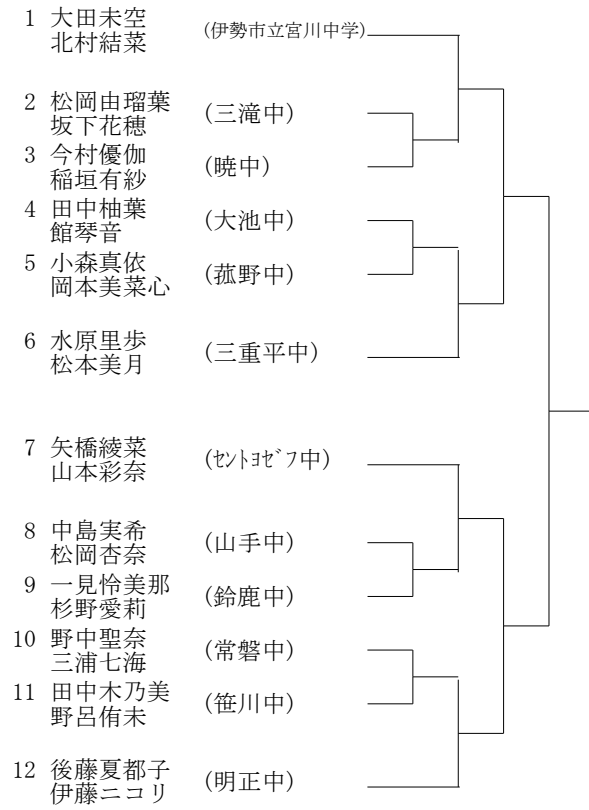 1 大田未空
北村結菜
(伊勢市立宮川中学)
2 松岡由瑠葉
坂下花穂
(三滝中)
3 今村優伽
稲垣有紗
(暁中)
4 田中柚葉
館琴音
(大池中)
5 小森真依
岡本美菜心
(菰野中)
6 水原里歩
松本美月
(三重平中)
7 矢橋綾菜
山本彩奈
(ｾﾝﾄﾖｾﾞﾌ中)
8 中島実希
松岡杏奈
(山手中)
9 一見怜美那
杉野愛莉
(鈴鹿中)
10 野中聖奈
三浦七海
(常磐中)
11 田中木乃美
野呂侑未
(笹川中)
12 後藤夏都子
伊藤ニコリ
(明正中)